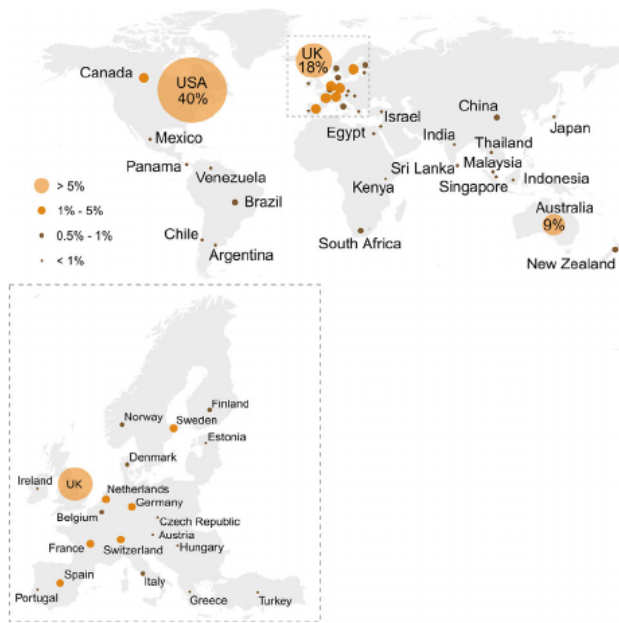 Canada
USA
40%
UK
18%
Mexico
Panama
Venezuela
Brazil
Chile
Argentina
Egypt
Israel
Kenya
South Africa
India
Sri Lanka
China
Thailand
Malaysia
Singapore
Indonesia
Japan
Australia
9%
New Zealand
> 5%
1% - 5%
0.5% - 1%
< 1%
Finland
Norway
Sweden
Estonia
Denmark
Ireland
UK
Netherlands
Germany
Belgium
Czech Republic
Austria
Hungary
France
Switzerland
Spain
Italy
Portugal
Greece
Turkey